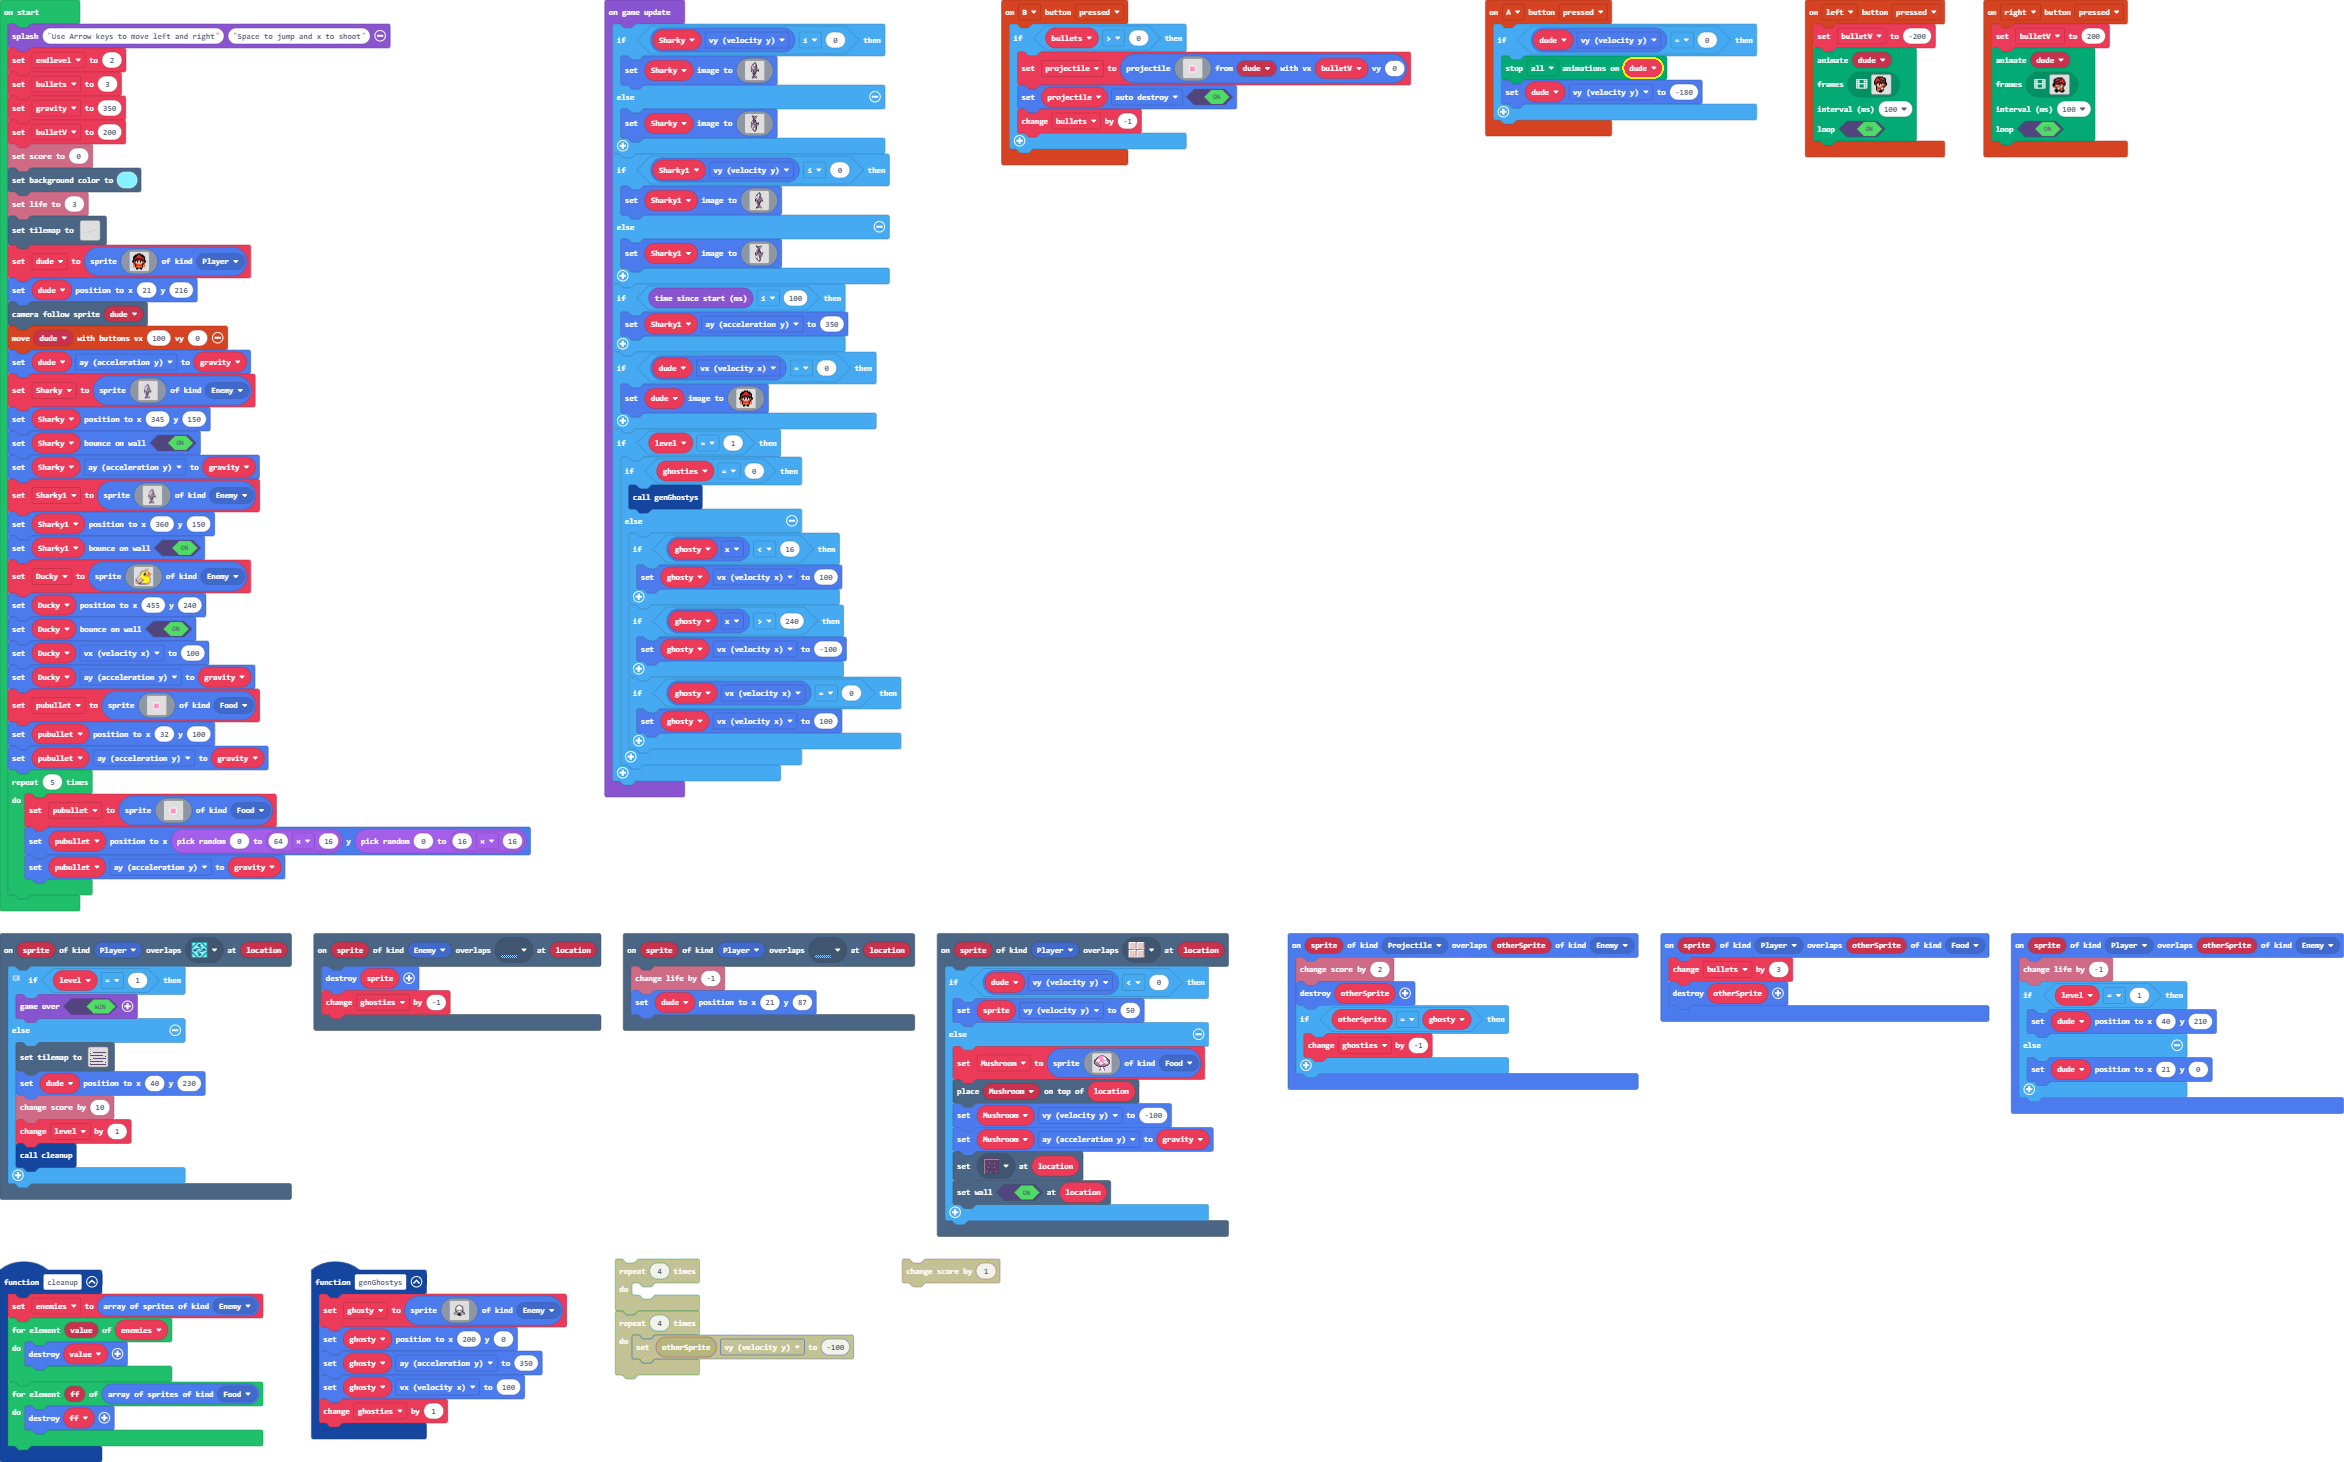 on start
splash "Use Arrow keys to move left and right" "Space to jump and x to shoot"
set endlevel to 2
set bullets to 3
set gravity to 350
set bulletV to 200
set score to 0
set background color to
set life to 3
set tilemap to
set dude to sprite of kind Player
set dude position to x 21 y 216
camera follow sprite dude
move dude with buttons vx 100 vy 0
set dude ay (acceleration y) to gravity
set Sharky to sprite of kind Enemy
set Sharky position to x 345 y 150
set Sharky bounce on wall ON
set Sharky ay (acceleration y) to gravity
set Sharky1 to sprite of kind Enemy
set Sharky1 position to x 360 y 150
set Sharky1 bounce on wall ON
set Ducky to sprite of kind Enemy
set Ducky position to x 455 y 240
set Ducky bounce on wall ON
set Ducky vx (velocity x) to 100
set Ducky ay (acceleration y) to gravity
set pubullet to sprite of kind Food
set pubullet position to x 32 y 100
set pubullet ay (acceleration y) to gravity
repeat 5 times
do
set pubullet to sprite of kind Food
set pubullet position to x pick random 0 to 64 x 16 y pick random 0 to 16 x 16
set pubullet ay (acceleration y) to gravity
on game update
if Sharky vy (velocity y) ≤ 0 then
set Sharky image to
else
set Sharky image to
if Sharky1 vy (velocity y) ≤ 0 then
set Sharky1 image to
else
set Sharky1 image to
if time since start (ms) ≤ 100 then
set Sharky1 ay (acceleration y) to 350
if dude vx (velocity x) = 0 then
set dude image to
if level = 1 then
if ghosties = 0 then
call genGhostys
else
if ghosty x < 16 then
set ghosty vx (velocity x) to 100
if ghosty x > 240 then
set ghosty vx (velocity x) to -100
if ghosty vx (velocity x) = 0 then
set ghosty vx (velocity x) to 100
on B button pressed
if bullets > 0 then
set projectile to projectile from dude with vx bulletV vy 0
set projectile auto destroy ON
change bullets by -1
on A button pressed
if dude vy (velocity y) = 0 then
stop all animations on dude
set dude vy (velocity y) to -180
on left button pressed
set bulletV to -200
animate dude
frames
interval (ms) 100
loop ON
on right button pressed
set bulletV to 200
animate dude
frames
interval (ms) 100
loop ON
on sprite of kind Player overlaps at location
if level = 1 then
game over WIN
else
set tilemap to
set dude position to x 40 y 230
change score by 10
change level by 1
call cleanup
on sprite of kind Enemy overlaps at location
destroy sprite
change ghosties by -1
on sprite of kind Player overlaps at location
change life by -1
set dude position to x 21 y 87
on sprite of kind Player overlaps at location
if dude vy (velocity y) < 0 then
set sprite vy (velocity y) to 50
else
set Mushroom to sprite of kind Food
place Mushroom on top of location
set Mushroom vy (velocity y) to -100
set Mushroom ay (acceleration y) to gravity
set at location
set wall ON at location
on sprite of kind Projectile overlaps otherSprite of kind Enemy
change score by 2
destroy otherSprite
if otherSprite = ghosty then
change ghosties by -1
on sprite of kind Player overlaps otherSprite of kind Food
change bullets by 3
destroy otherSprite
on sprite of kind Player overlaps otherSprite of kind Enemy
change life by -1
if level = 1 then
set dude position to x 40 y 210
else
set dude position to x 21 y 0
function cleanup
set enemies to array of sprites of kind Enemy
for element value of enemies
do destroy value
for element ff of array of sprites of kind Food
do destroy ff
function genGhostys
set ghosty to sprite of kind Enemy
set ghosty position to x 200 y 0
set ghosty ay (acceleration y) to 350
set ghosty vx (velocity x) to 100
change ghosties by 1
repeat 4 times
do
repeat 4 times
do set otherSprite vy (velocity y) to -100
change score by 1